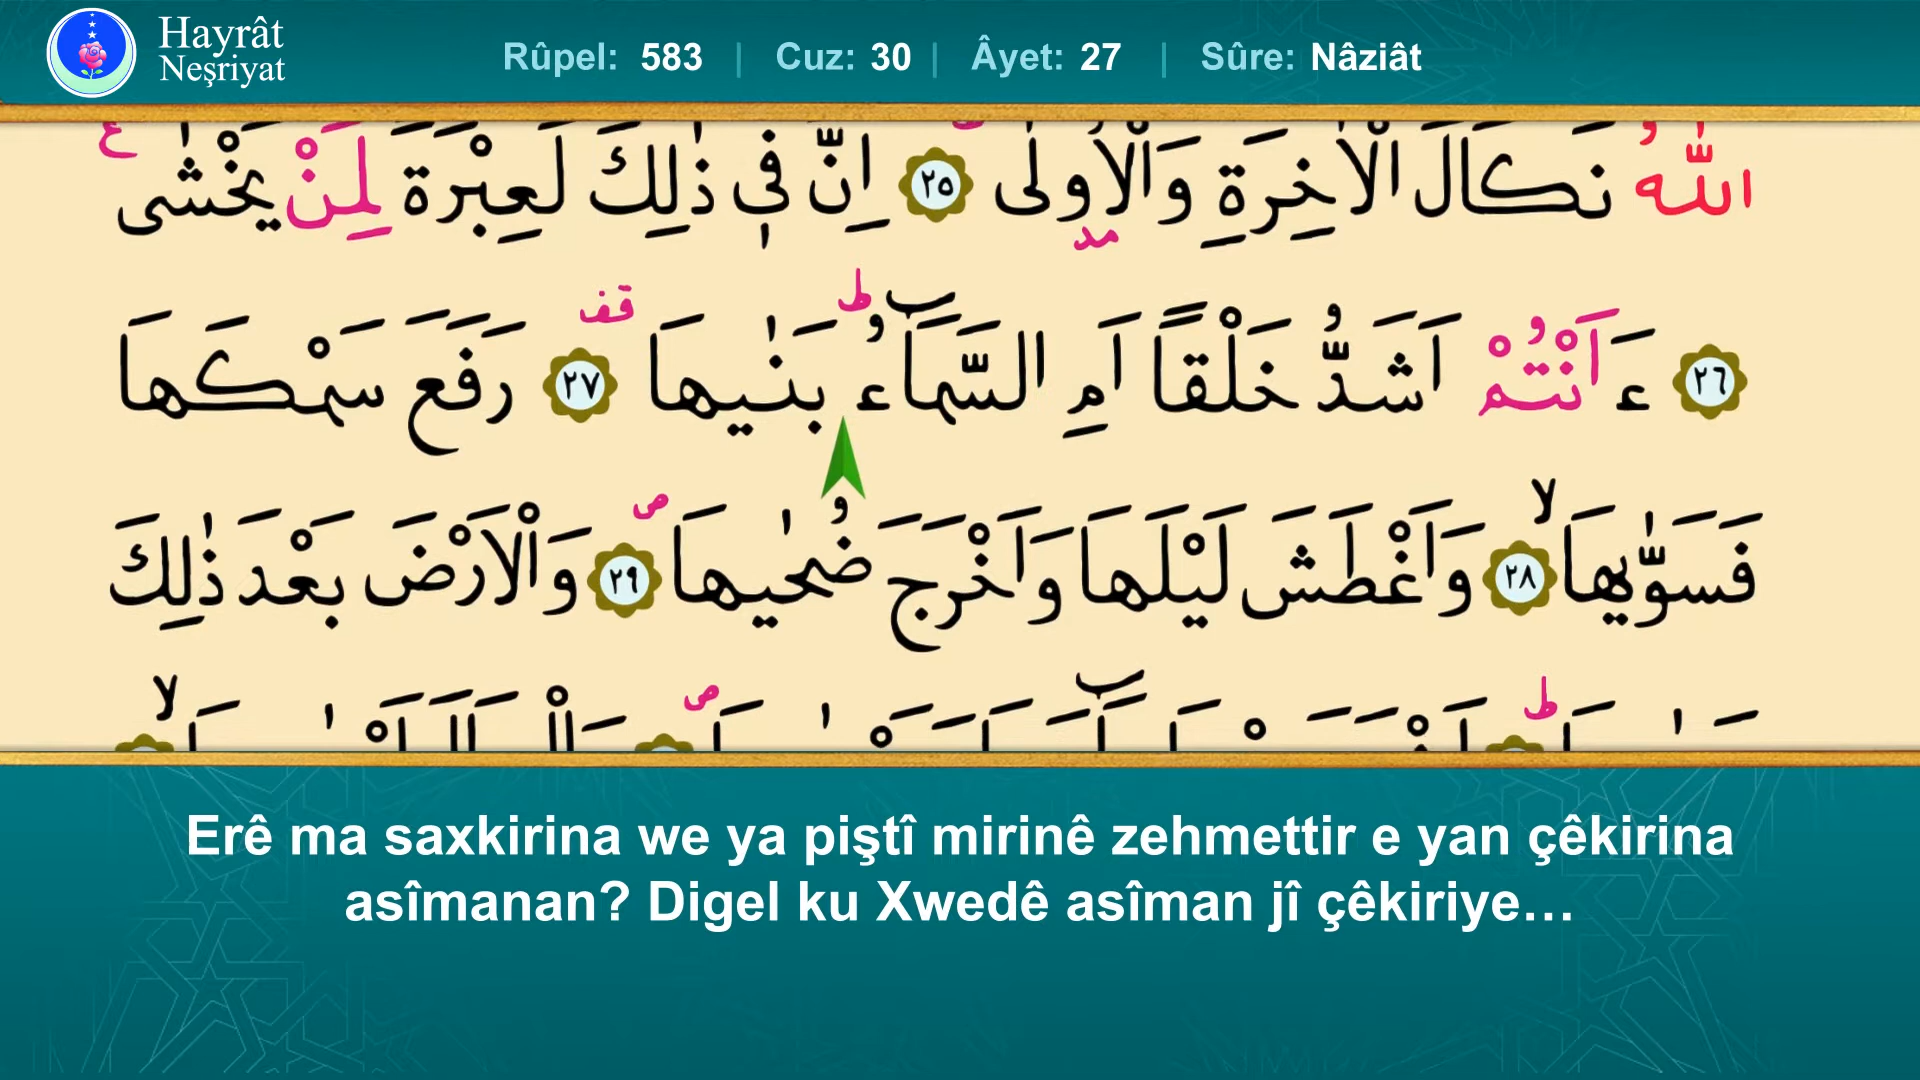 Hayrât
Neşriyat
Rûpel: 583 | Cuz: 30 | Âyet: 27 | Sûre: Nâziât
اللّٰهُ نَكَالَ الْاٰخِرَةِ وَالْاُو۫لٰى ٢٥ اِنَّ ف۪ي ذٰلِكَ لَعِبْرَةً لِمَنْ يَخْشٰى
٢٦ ءَاَنْتُمْ اَشَدُّ خَلْقًا اَمِ السَّمَٓاءُ بَنٰيهَا ٢٧ رَفَعَ سَمْكَهَا
فَسَوّٰيهَا ٢٨ وَاَغْطَشَ لَيْلَهَا وَاَخْرَجَ ضُحٰيهَا ٢٩ وَالْاَرْضَ بَعْدَ ذٰلِكَ
Erê ma saxkirina we ya piştî mirinê zehmettir e yan çêkirina
asîmanan? Digel ku Xwedê asîman jî çêkiriye…